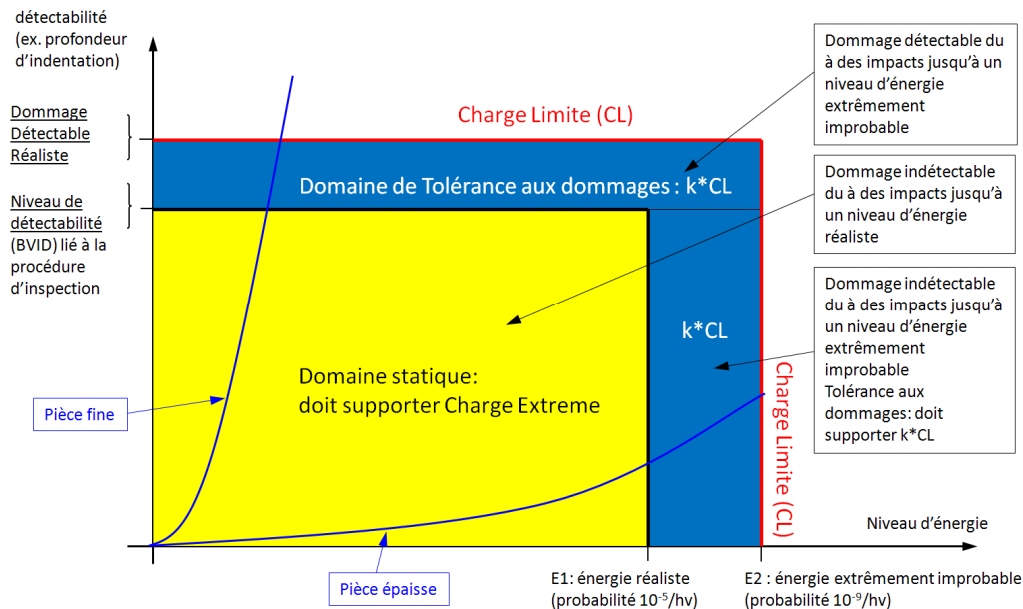 détectabilité
(ex. profondeur
d'indentation)
Dommage
Détectable
Réaliste
Niveau de
détectabilité
(BVID) lié à la
procédure
d'inspection
Charge Limite (CL)
Domaine de Tolérance aux dommages : k*CL
k*CL
Domaine statique:
doit supporter Charge Extreme
Pièce fine
Pièce épaisse
Charge Limite (CL)
Dommage détectable du
à des impacts jusqu'à un
niveau d'énergie
extrêmement
improbable
Dommage indétectable
du à des impacts jusqu'à
un niveau d'énergie
réaliste
Dommage indétectable
du à des impacts jusqu'à
un niveau d'énergie
extrêmement
improbable
Tolérance aux
dommages: doit
supporter k*CL
Niveau d'énergie
E1: énergie réaliste
(probabilité 10⁻⁵/hv)
E2 : énergie extrêmement improbable
(probabilité 10⁻⁹/hv)